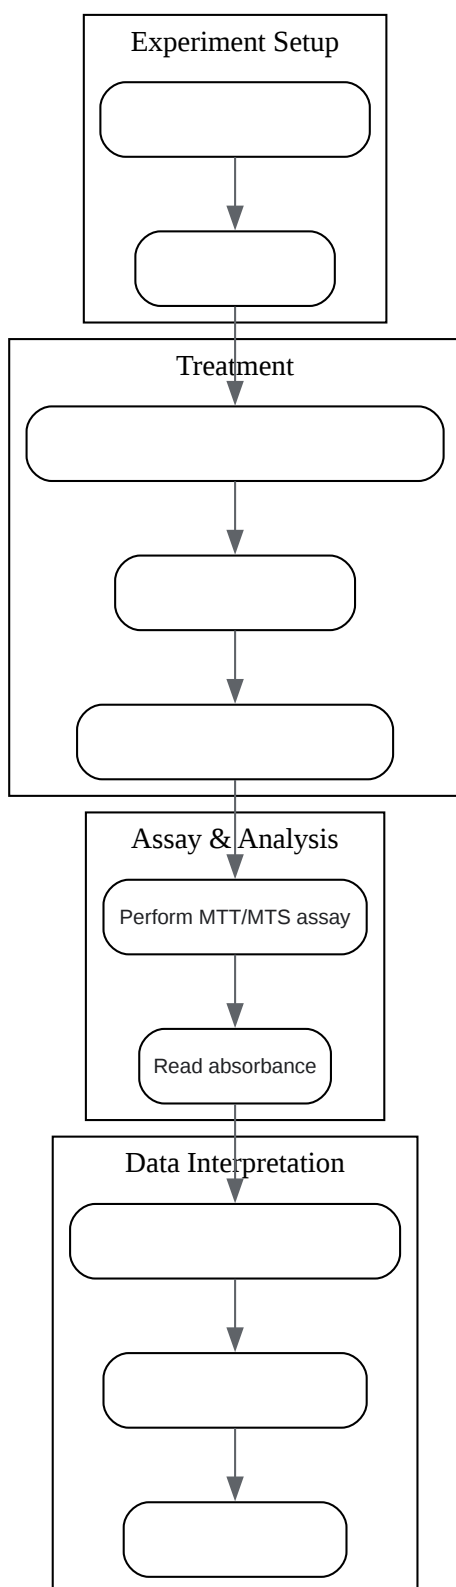 Experiment Setup
Treatment
Assay & Analysis
Perform MTT/MTS assay
Read absorbance
Data Interpretation